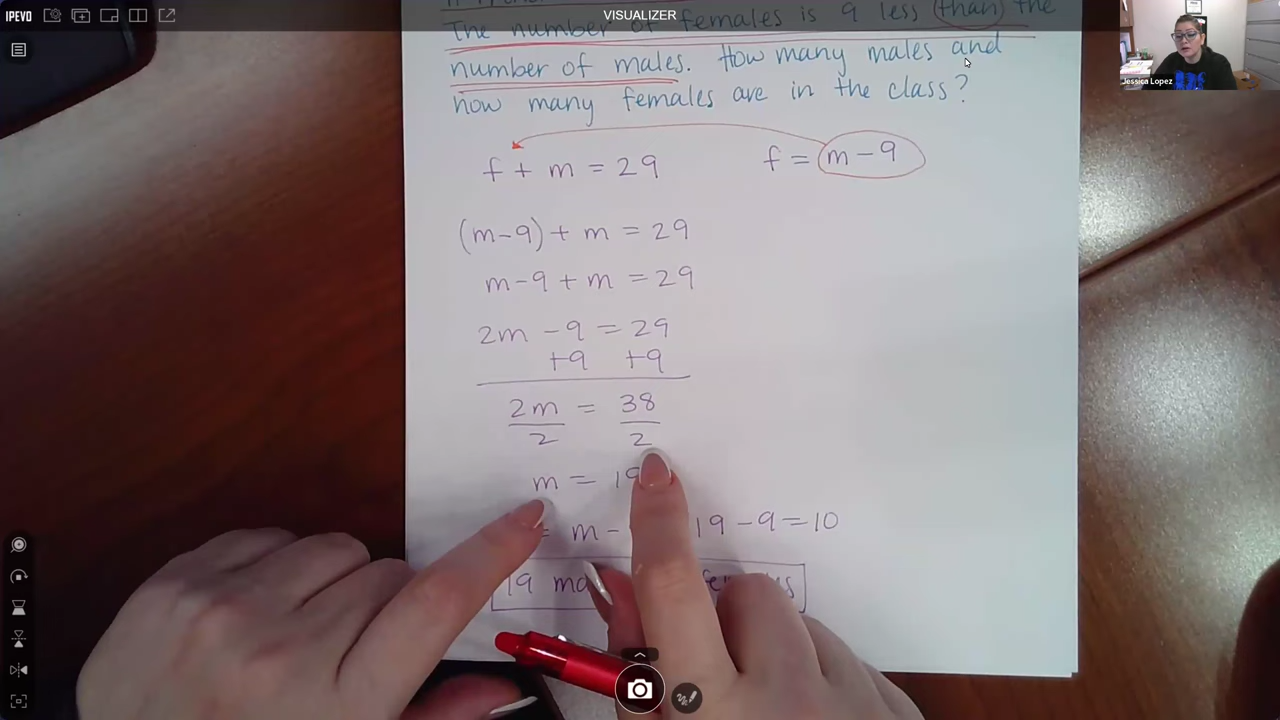 IPEVO
VISUALIZER
The number of females is 9 less than the
number of males. How many males and
how many females are in the class?
f + m = 29
f = m - 9
(m-9) + m = 29
m-9 + m = 29
2m - 9 = 29
+9 +9
2m = 38
2 2
m = 19
= m - 19 - 9 = 10
19
Jessica Lopez